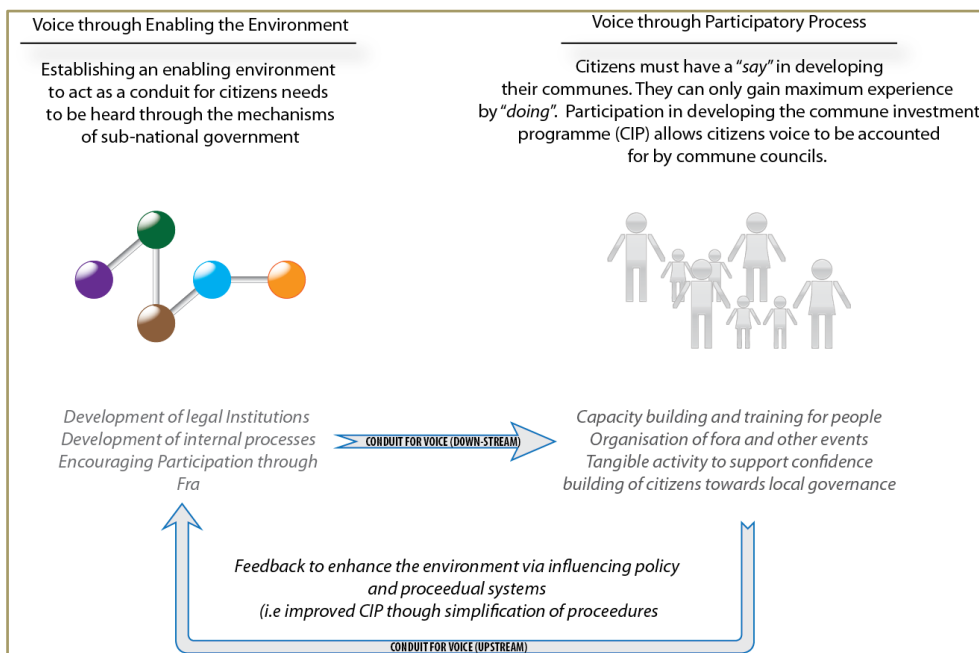 Voice through Enabling the Environment
Establishing an enabling environment
to act as a conduit for citizens needs
to be heard through the mechanisms
of sub-national government
Voice through Participatory Process
Citizens must have a “say” in developing
their communes. They can only gain maximum experience
by “doing”. Participation in developing the commune investment
programme (CIP) allows citizens voice to be accounted
for by commune councils.
Development of legal Institutions
Development of internal processes
Encouraging Participation through
Fra
CONDUIT FOR VOICE (DOWN-STREAM)
Capacity building and training for people
Organisation of fora and other events
Tangible activity to support confidence
building of citizens towards local governance
Feedback to enhance the environment via influencing policy
and proceedual systems
(i.e improved CIP though simplification of proceedures
CONDUIT FOR VOICE (UPSTREAM)